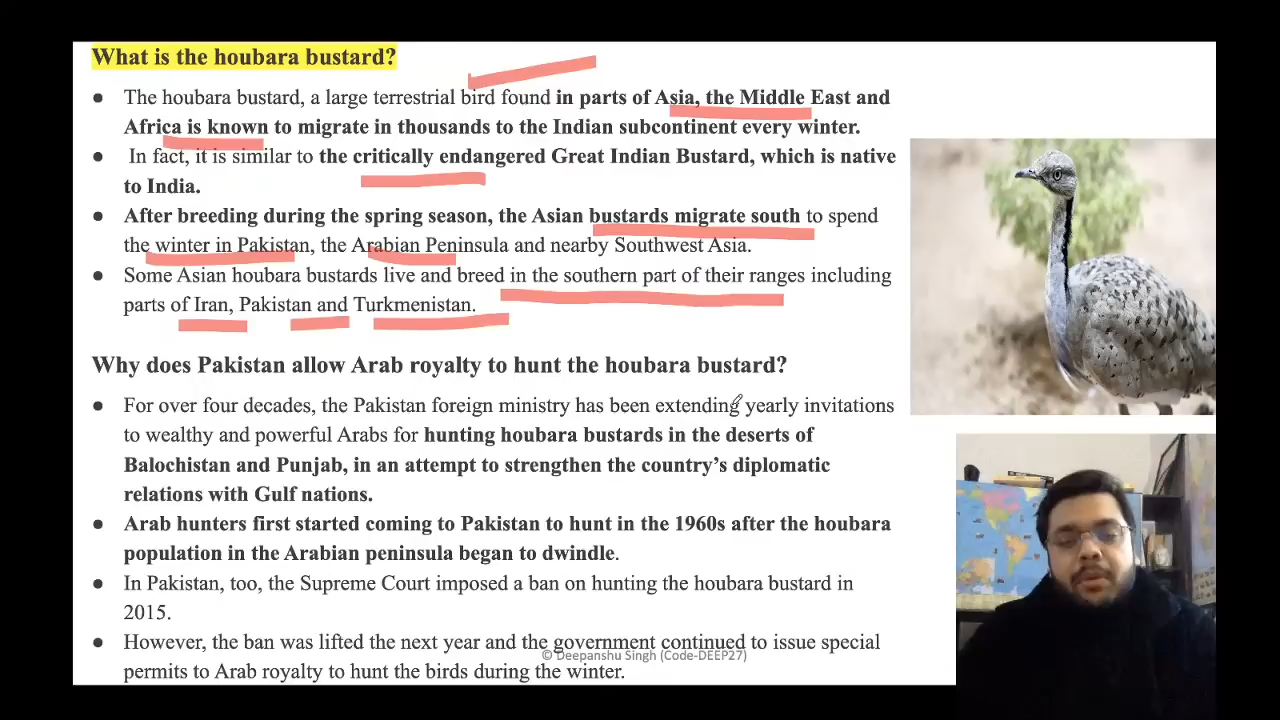 What is the houbara bustard?
● The houbara bustard, a large terrestrial bird found in parts of Asia, the Middle East and
Africa is known to migrate in thousands to the Indian subcontinent every winter.
● In fact, it is similar to the critically endangered Great Indian Bustard, which is native
to India.
● After breeding during the spring season, the Asian bustards migrate south to spend
the winter in Pakistan, the Arabian Peninsula and nearby Southwest Asia.
● Some Asian houbara bustards live and breed in the southern part of their ranges including
parts of Iran, Pakistan and Turkmenistan.
Why does Pakistan allow Arab royalty to hunt the houbara bustard?
● For over four decades, the Pakistan foreign ministry has been extending yearly invitations
to wealthy and powerful Arabs for hunting houbara bustards in the deserts of
Balochistan and Punjab, in an attempt to strengthen the country’s diplomatic
relations with Gulf nations.
● Arab hunters first started coming to Pakistan to hunt in the 1960s after the houbara
population in the Arabian peninsula began to dwindle.
● In Pakistan, too, the Supreme Court imposed a ban on hunting the houbara bustard in
2015.
● However, the ban was lifted the next year and the government continued to issue special
© Deepanshu Singh (Code-DEEP27)
permits to Arab royalty to hunt the birds during the winter.